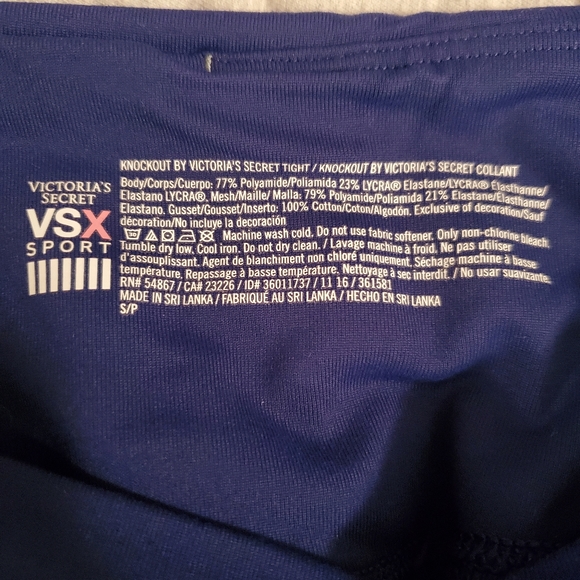 VICTORIA'S
SECRET
VSX
SPORT
KNOCKOUT BY VICTORIA'S SECRET TIGHT / KNOCKOUT BY VICTORIA'S SECRET COLLANT
Body/Corps/Cuerpo: 77% Polyamide/Poliamida 23% LYCRA® Elastane/LYCRA® Élasthanne/
Elastano LYCRA®. Mesh/Maille/ Malla: 79% Polyamide/Poliamida 21% Elastane/Élasthanne/
Elastano. Gusset/Gousset/Inserto: 100% Cotton/Coton/Algodón. Exclusive of decoration/Sauf
décoration/No incluye la decoración
Machine wash cold. Do not use fabric softener. Only non-chlorine bleach.
Tumble dry low. Cool iron. Do not dry clean. / Lavage machine à froid. Ne pas utiliser
d'assouplissant. Agent de blanchiment non chloré uniquement. Séchage machine à basse
température. Repassage à basse température. Nettoyage à sec interdit. / No usar suavizante.
RN# 54867 / CA# 23226 / ID# 36011737 / 11 16 / 361581
MADE IN SRI LANKA / FABRIQUÉ AU SRI LANKA / HECHO EN SRI LANKA
S/P